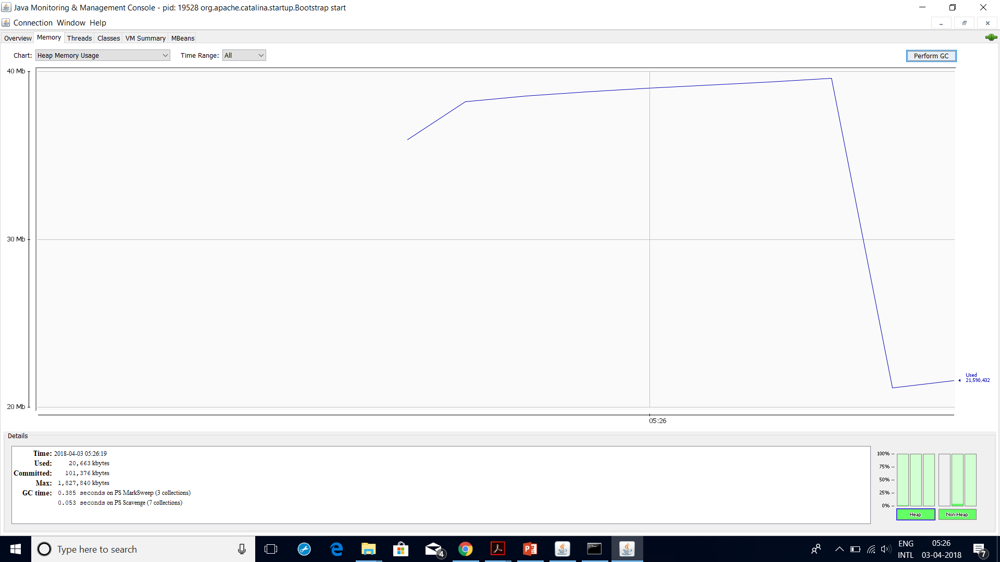 Java Monitoring & Management Console - pid: 19528 org.apache.catalina.startup.Bootstrap start
Connection Window Help
Overview Memory Threads Classes VM Summary MBeans
Chart: Heap Memory Usage Time Range: All Perform GC
40 Mb
30 Mb
Used
21,590,432
20 Mb
05:26
Details
Time: 2018-04-03 05:26:19
Used: 20,663 kbytes
Committed: 101,376 kbytes
Max: 1,827,840 kbytes
GC time: 0.385 seconds on PS MarkSweep (3 collections)
0.053 seconds on PS Scavenge (7 collections)
100% --
75% --
50% --
25% --
0% --
Heap Non-Heap
Type here to search
4
ENG
INTL
05:26
03-04-2018
7